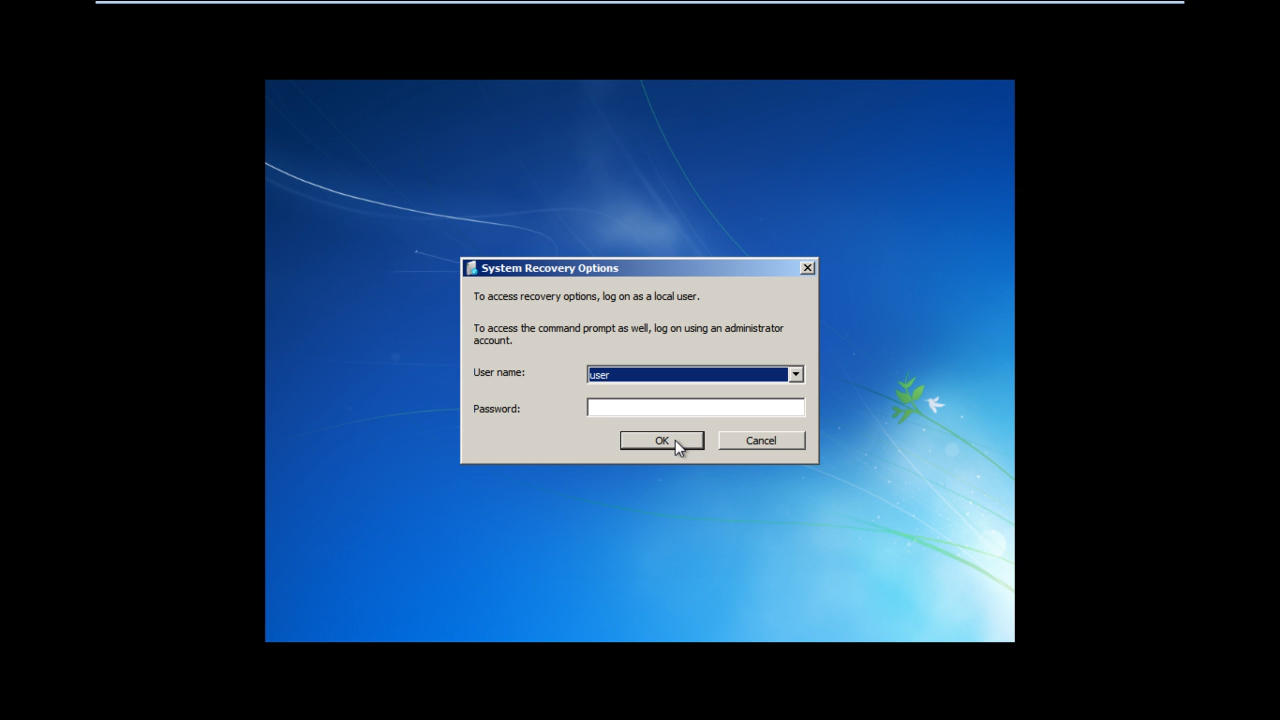 System Recovery Options
To access recovery options, log on as a local user.
To access the command prompt as well, log on using an administrator
account.
User name:
user
Password:
OK
Cancel